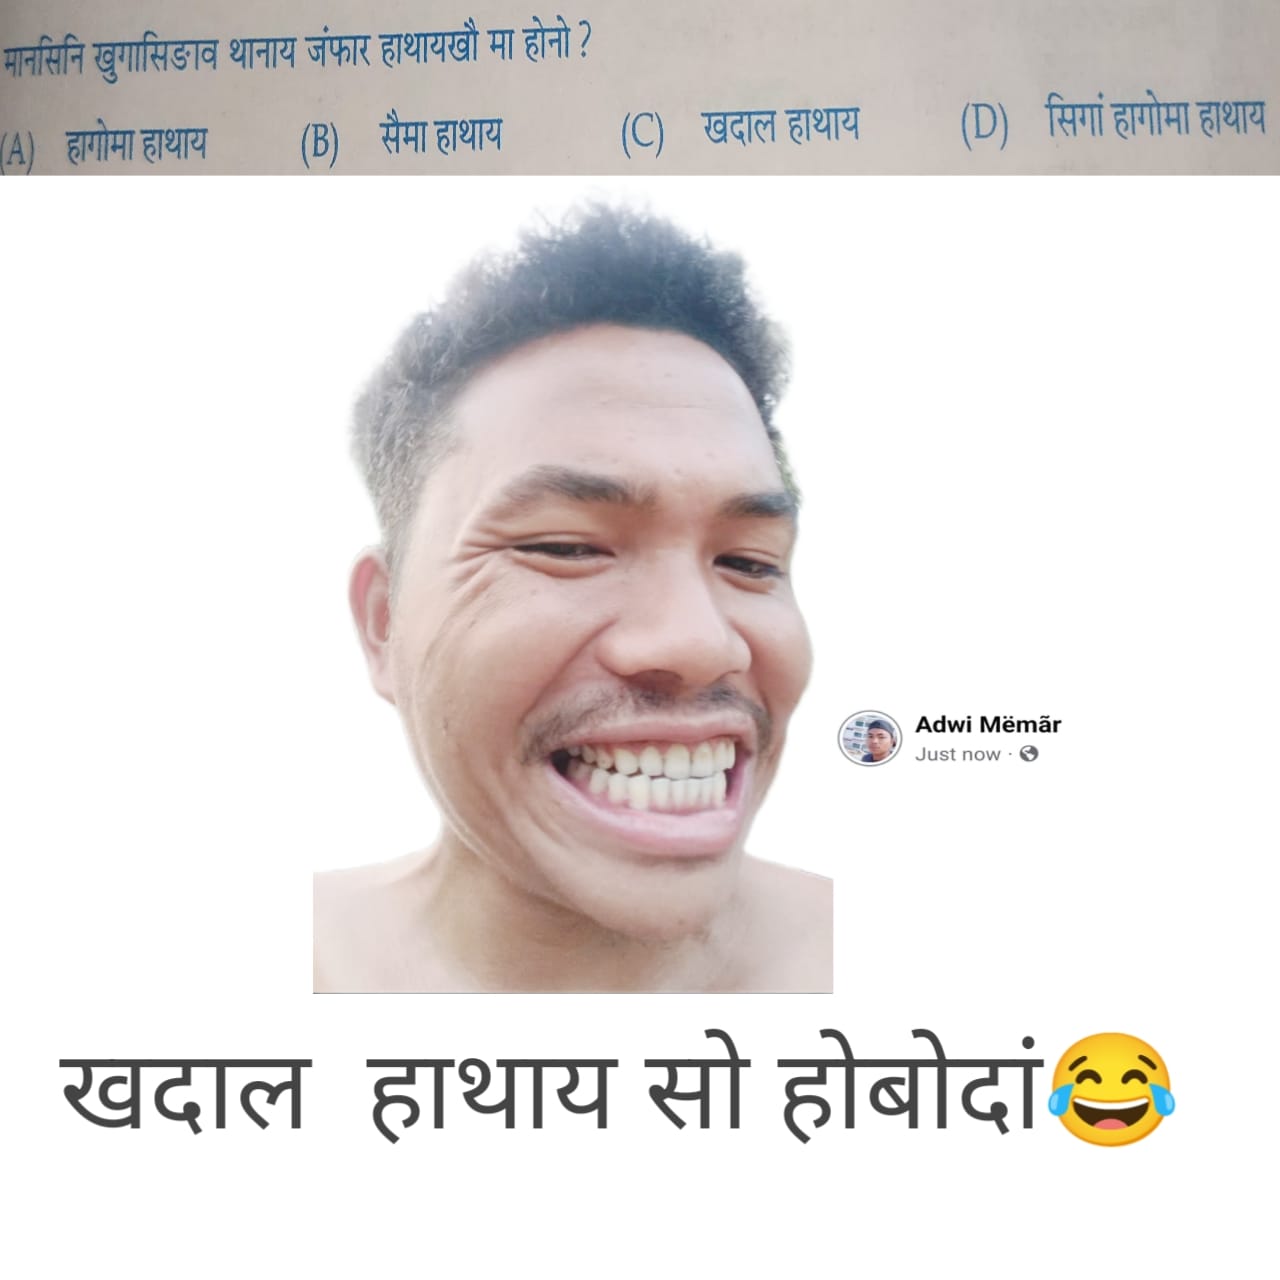 मानसिनि खुगासिङाव थानाय जंफार हाथायखौ मा होनो ?
(A) हागोमा हाथाय (B) सैमा हाथाय (C) खदाल हाथाय (D) सिगां हागोमा हाथाय
Adwi Mëmãr
Just now ·
खदाल हाथाय सो होबोदां😂